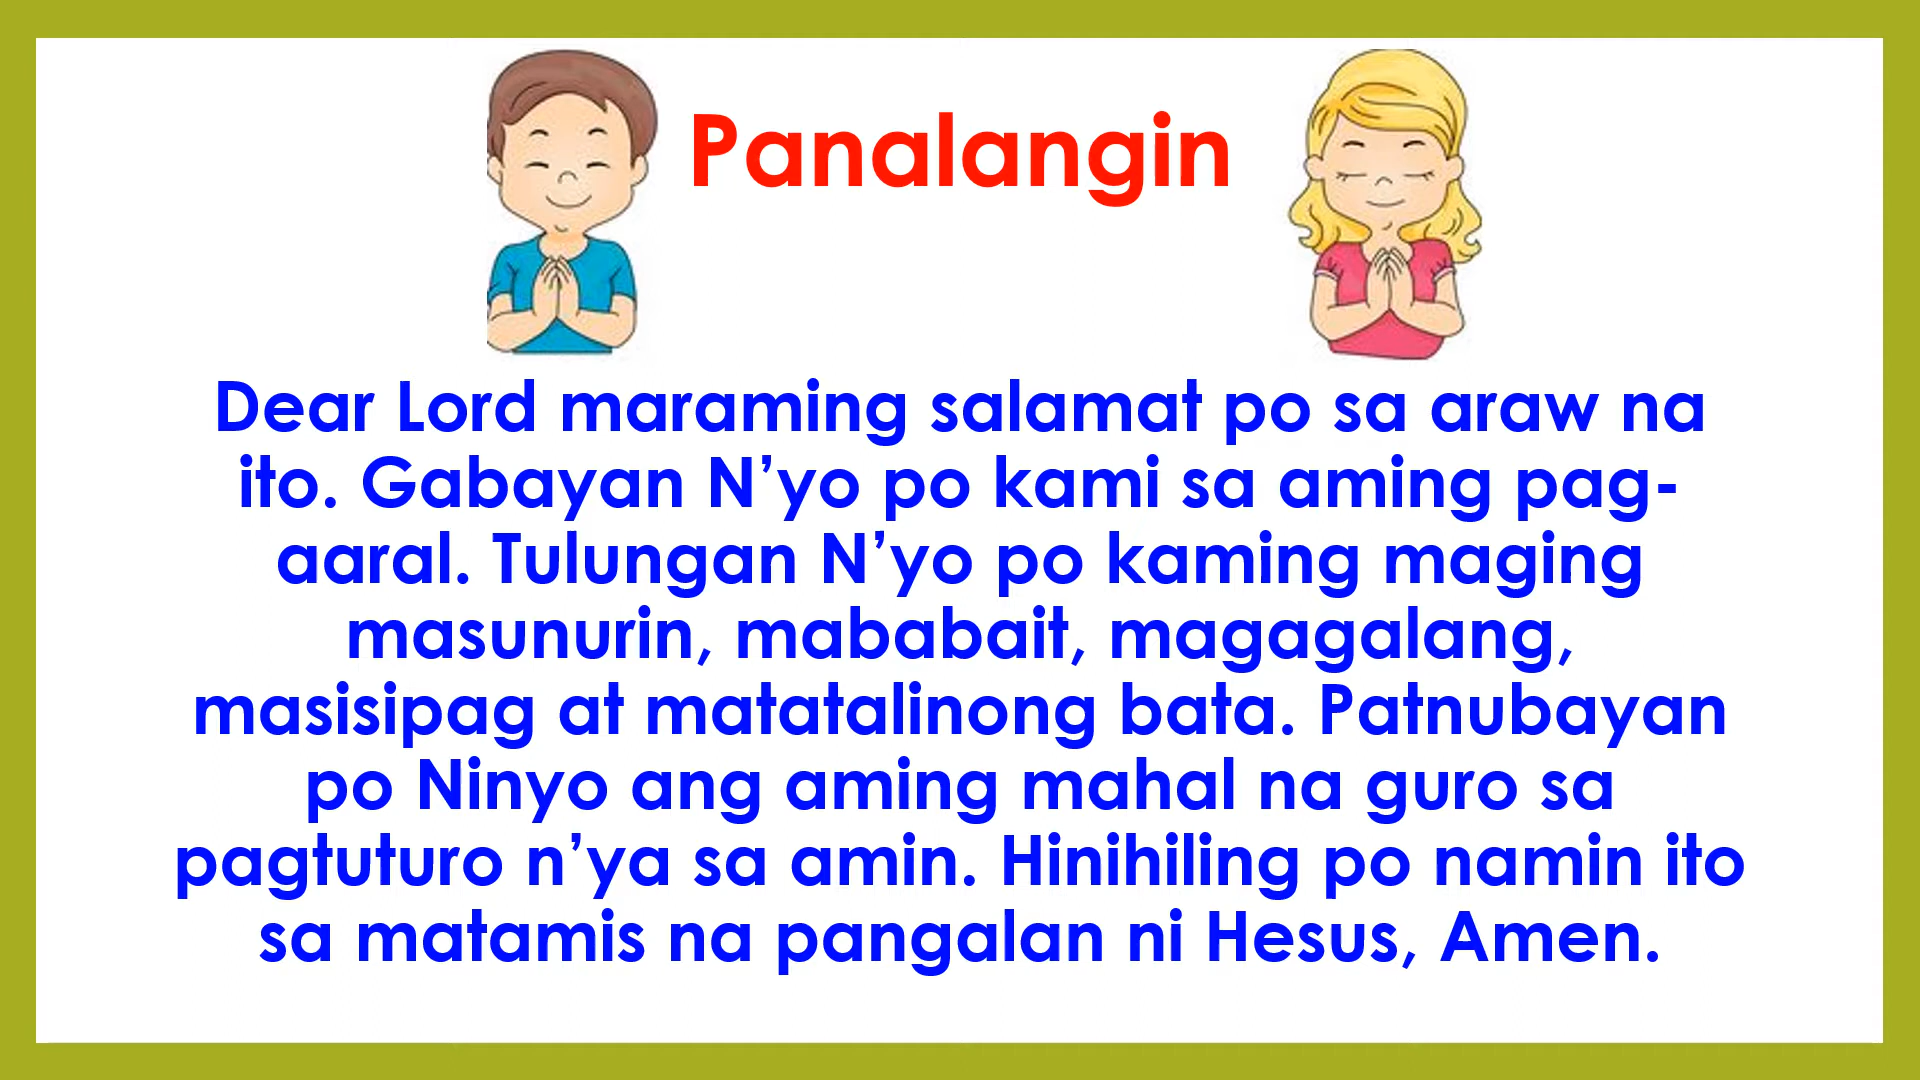 Panalangin
Dear Lord maraming salamat po sa araw na
ito. Gabayan N’yo po kami sa aming pag-
aaral. Tulungan N’yo po kaming maging
masunurin, mababait, magagalang,
masisipag at matatalinong bata. Patnubayan
po Ninyo ang aming mahal na guro sa
pagtuturo n’ya sa amin. Hinihiling po namin ito
sa matamis na pangalan ni Hesus, Amen.